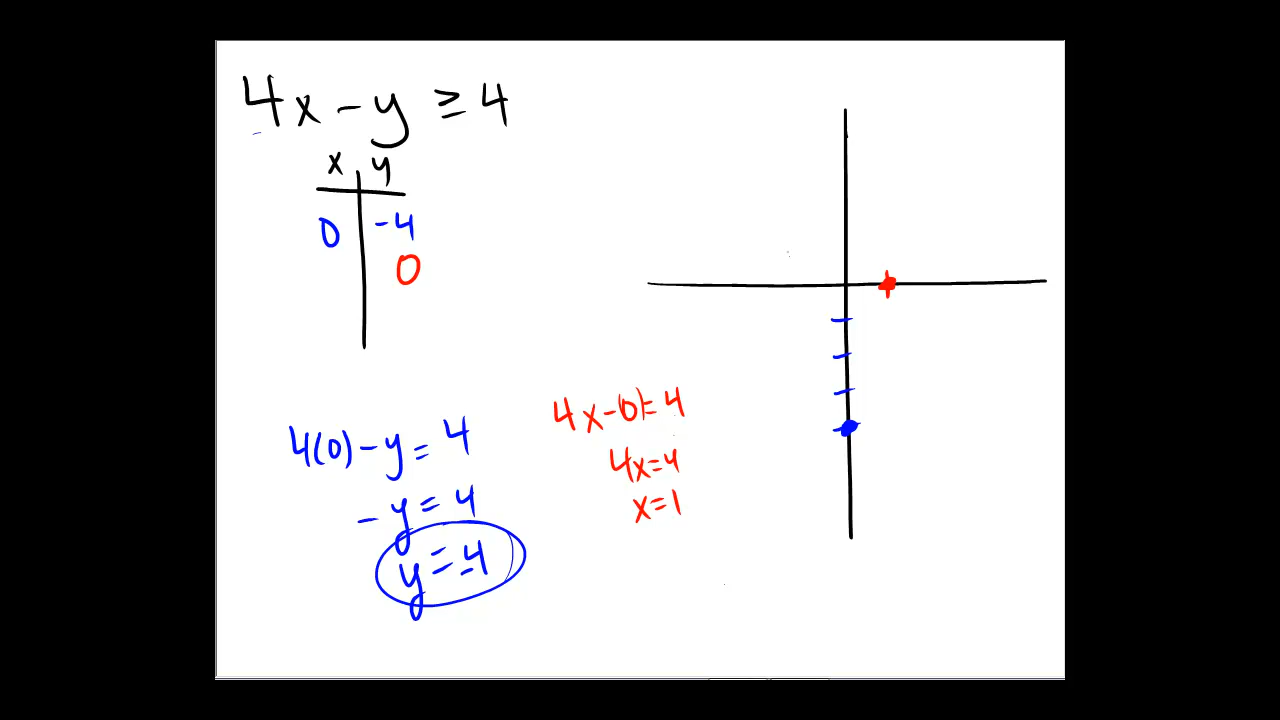 4x - y ≥ 4
x y
0 -4
0
4(0) - y = 4
- y = 4
y = -4
4x - (0) = 4
4x = 4
x = 1